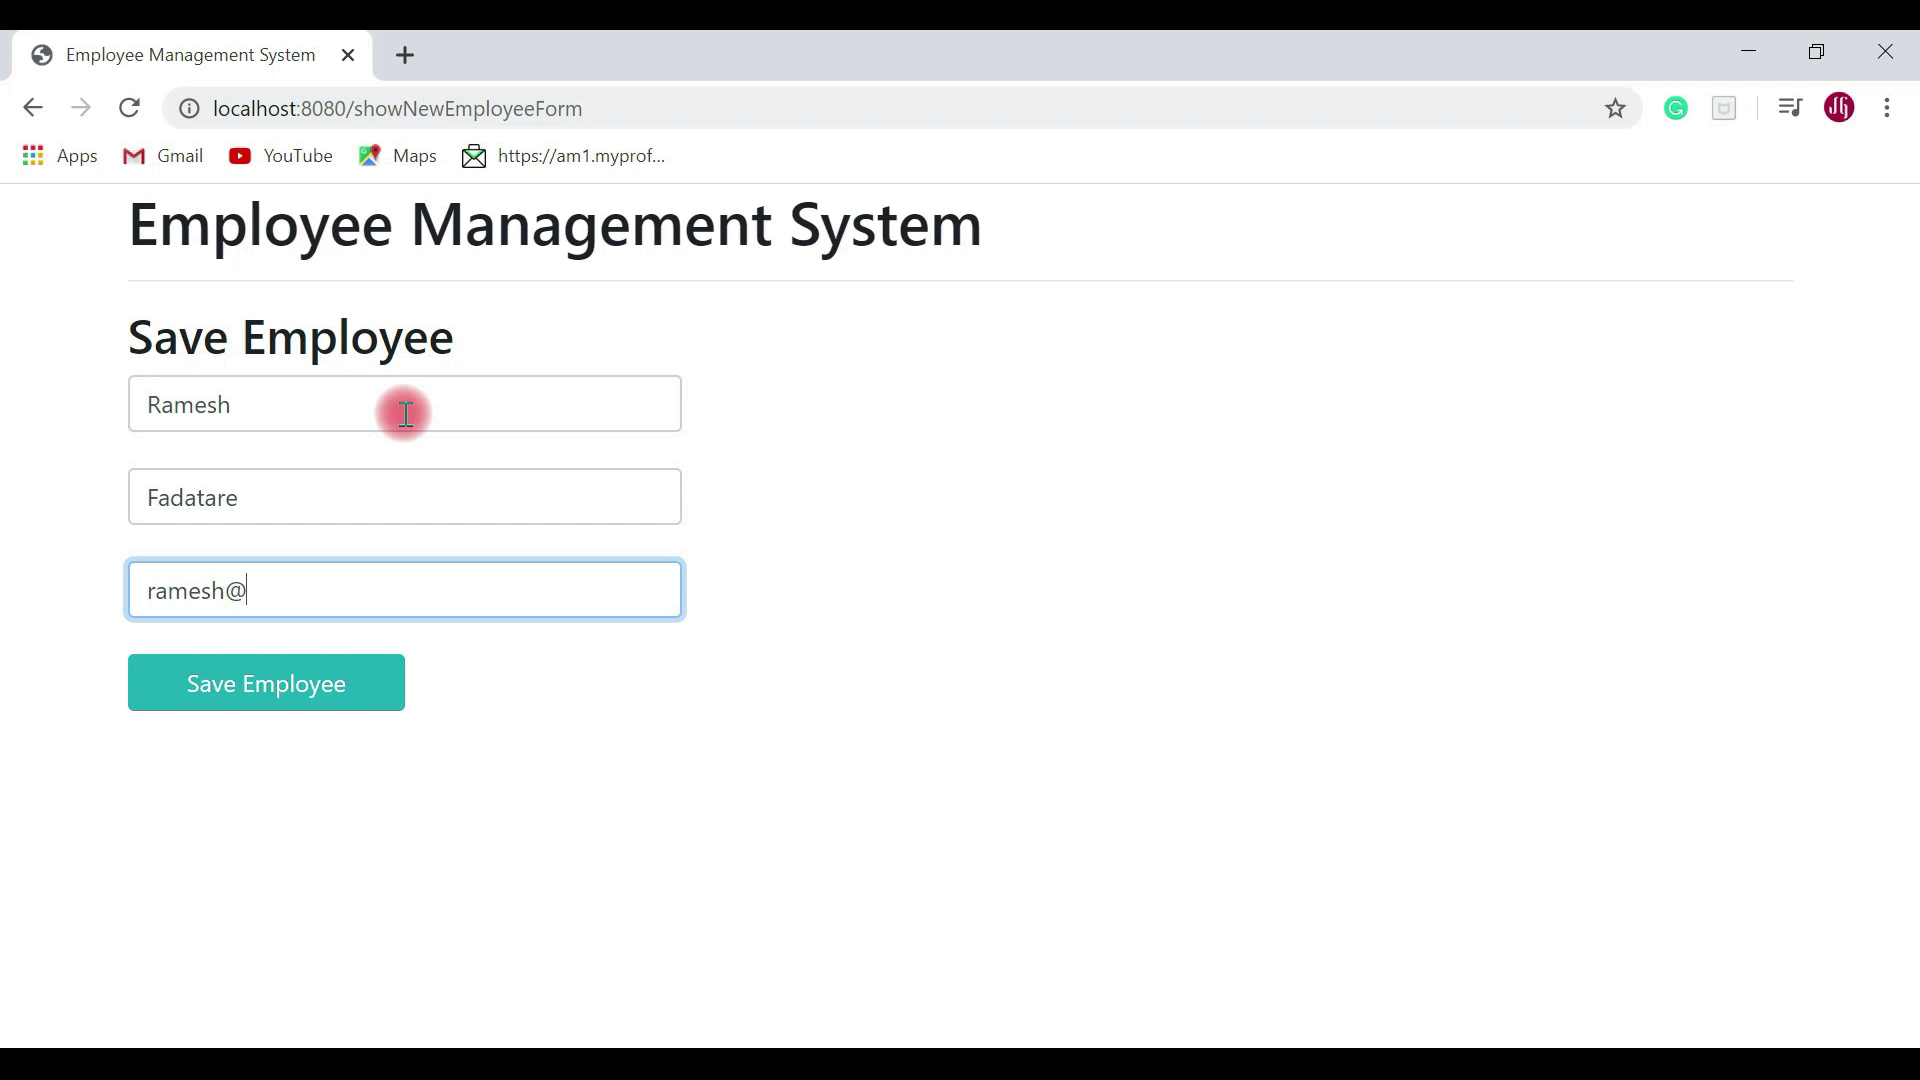 Employee Management System
localhost:8080/showNewEmployeeForm
Apps Gmail YouTube Maps https://am1.myprof...
Employee Management System
Save Employee
Ramesh
Fadatare
ramesh@
Save Employee